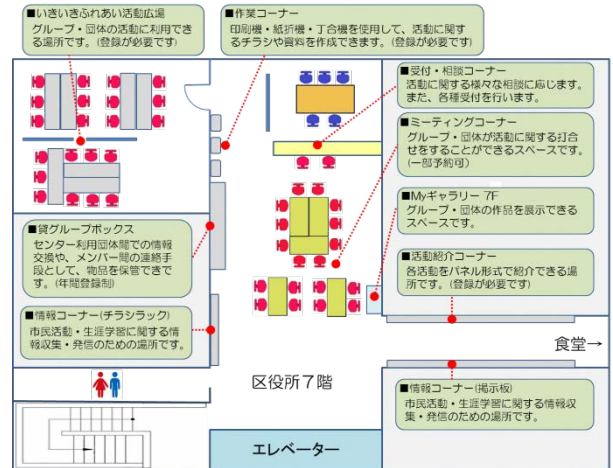 ■いきいきふれあい活動広場
グループ・団体の活動に利用でき
る場所です。(登録が必要です)
■作業コーナー
印刷機・紙折機・丁合機を使用して、活動に関す
るチラシや資料を作成できます。(登録が必要です)
■受付・相談コーナー
活動に関する様々な相談に応じます。
また、各種受付を行います。
■ミーティングコーナー
グループ・団体が活動に関する打合
せをすることができるスペースです。
(一部予約可)
■Myギャラリー 7F
グループ・団体の作品を展示できる
スペースです。
■貸グループボックス
センター利用団体間での情報
交換や、メンバー間の連絡手
段として、物品を保管できで
す。(年間登録制)
■活動紹介コーナー
各活動をパネル形式で紹介できる場
所です。(登録が必要です)
■情報コーナー(チラシラック)
市民活動・生涯学習に関する情
報収集・発信のための場所です。
食堂→
区役所7階
■情報コーナー(掲示板)
市民活動・生涯学習に関する情報収
集・発信のための場所です。
エレベーター